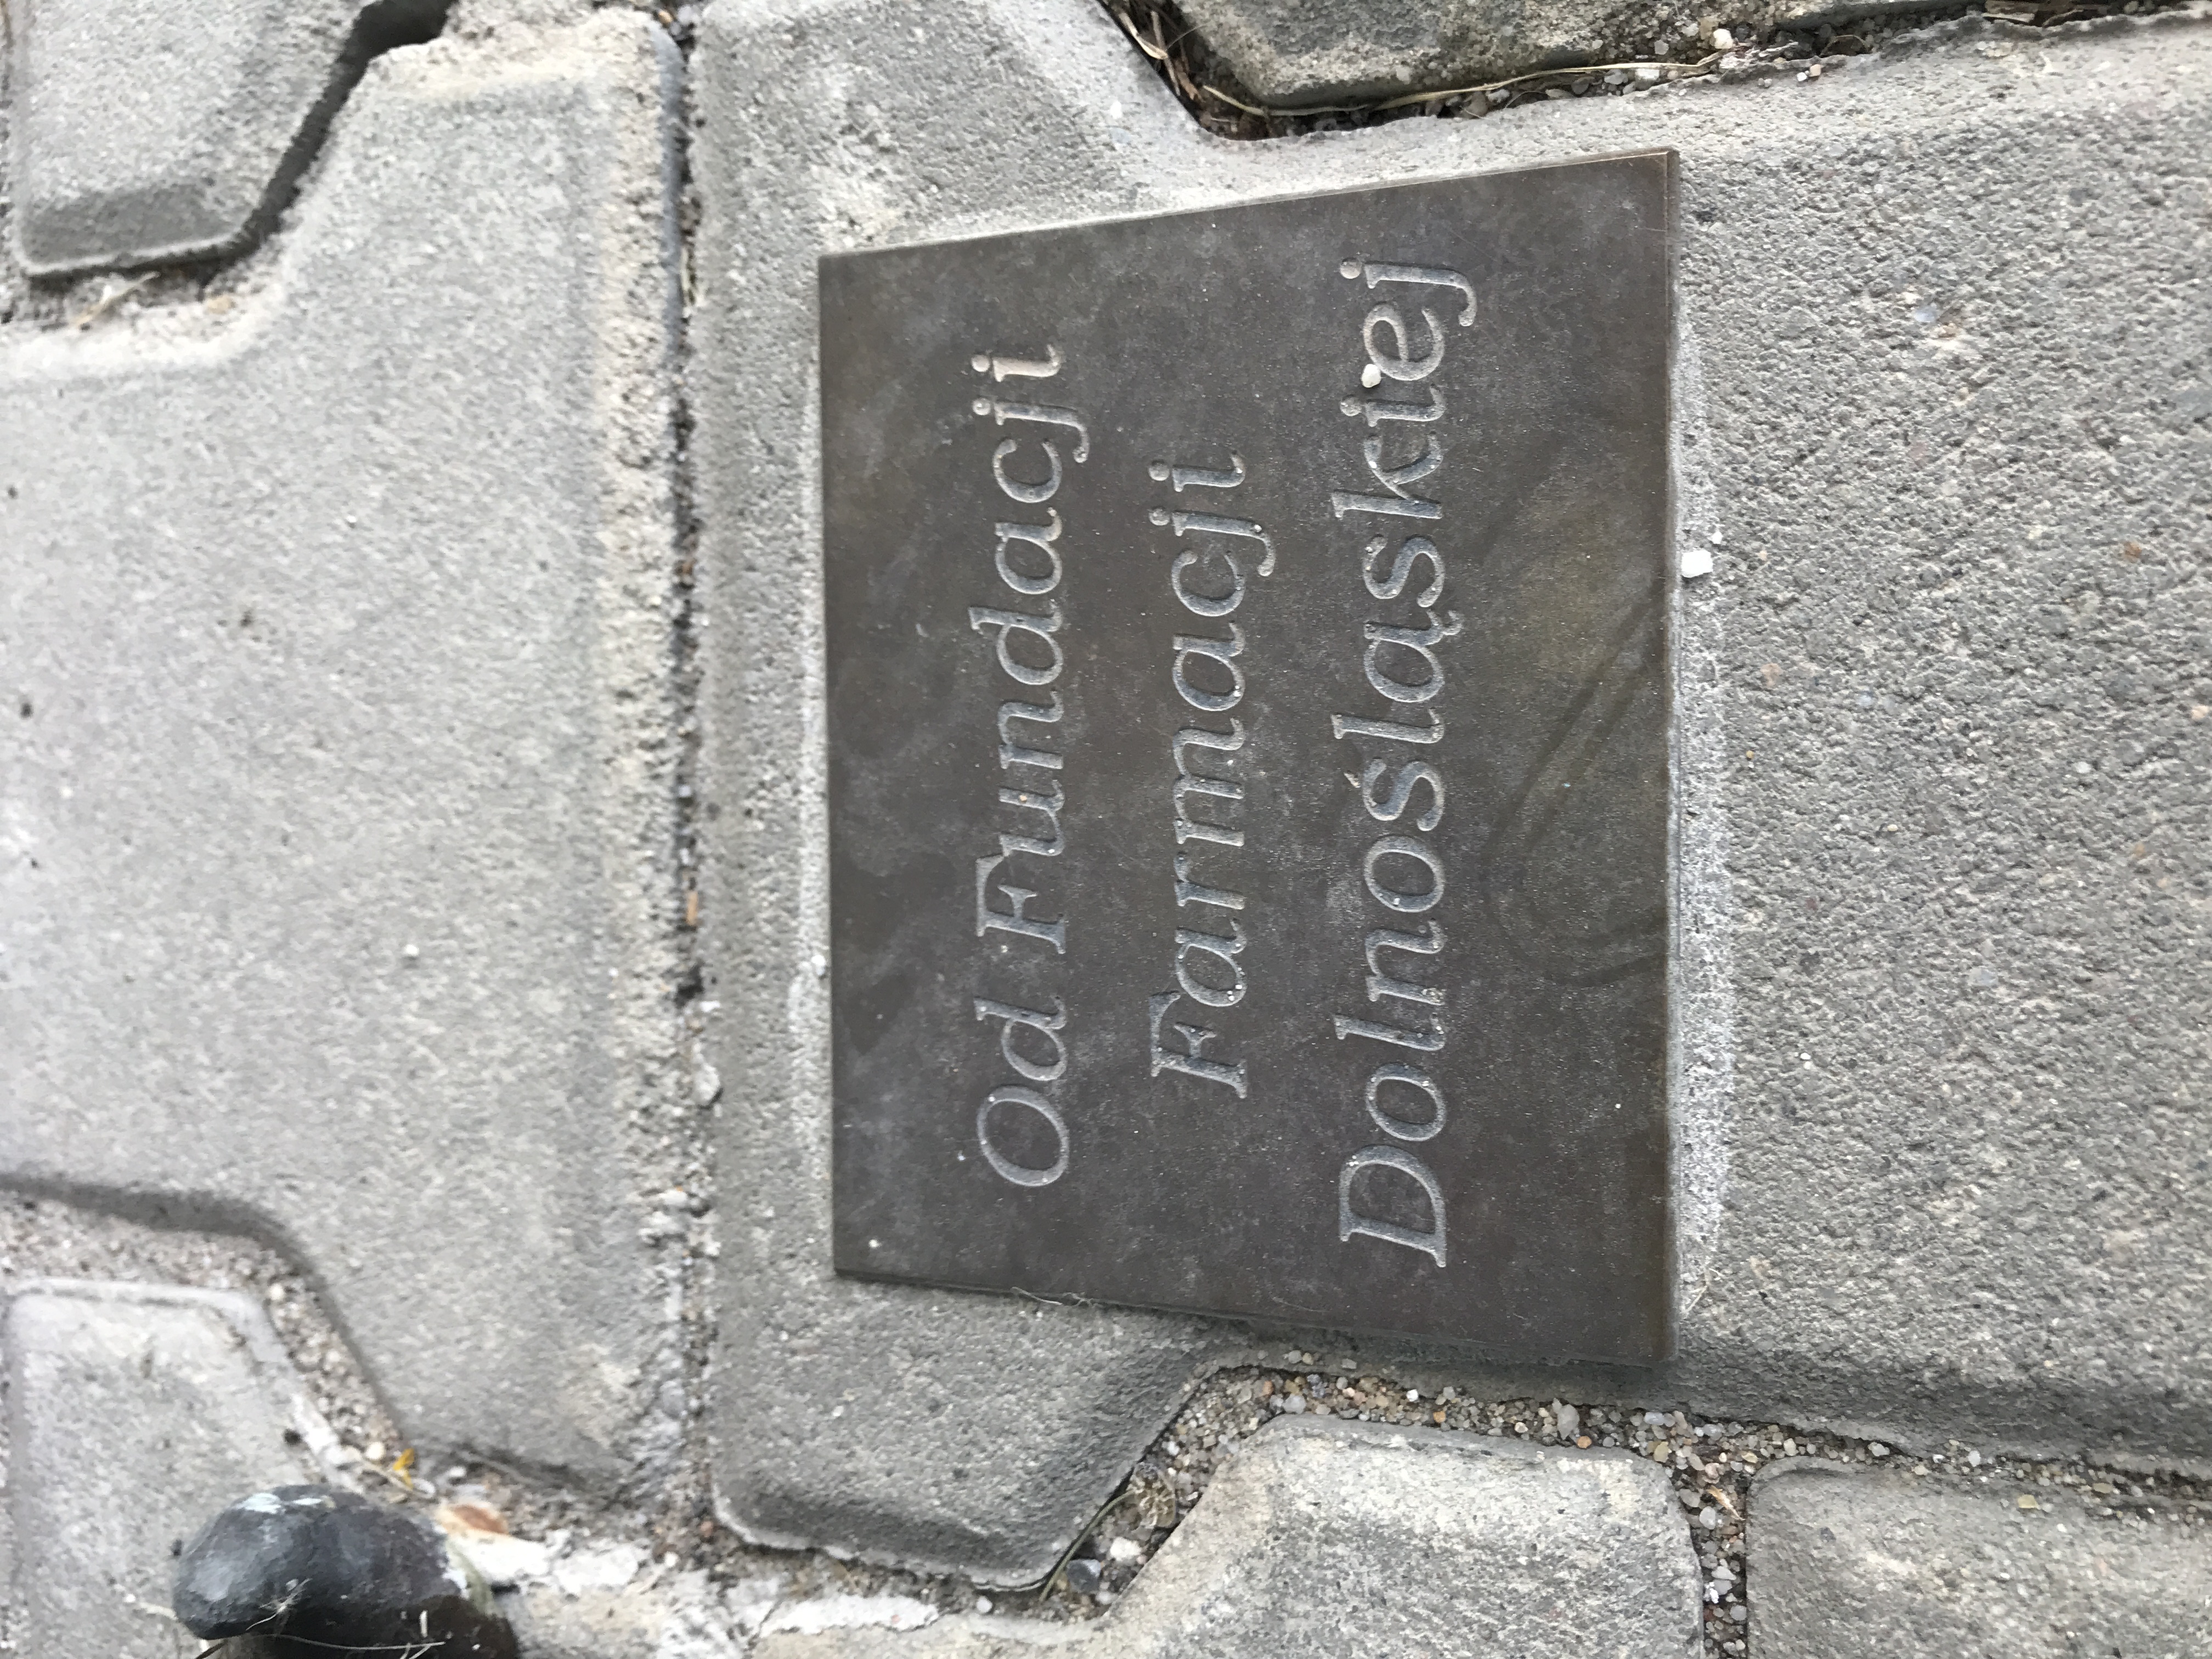 Od Fundacji
Farmacji
Dolnośląskiej